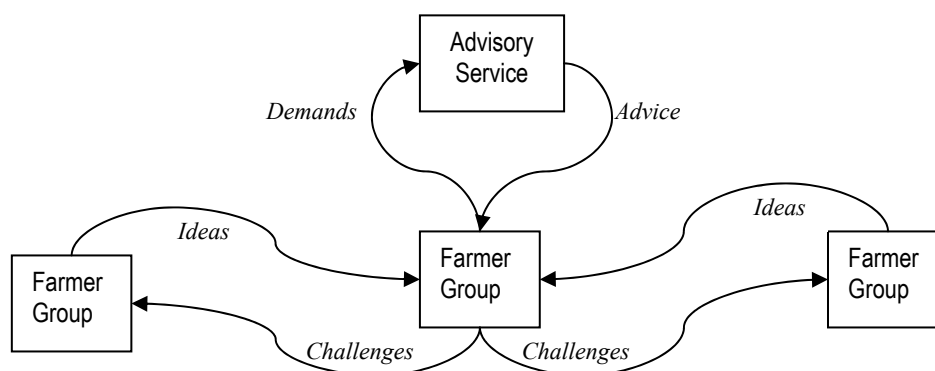 Advisory
Service
Demands
Advice
Ideas
Ideas
Farmer
Group
Farmer
Group
Farmer
Group
Challenges
Challenges